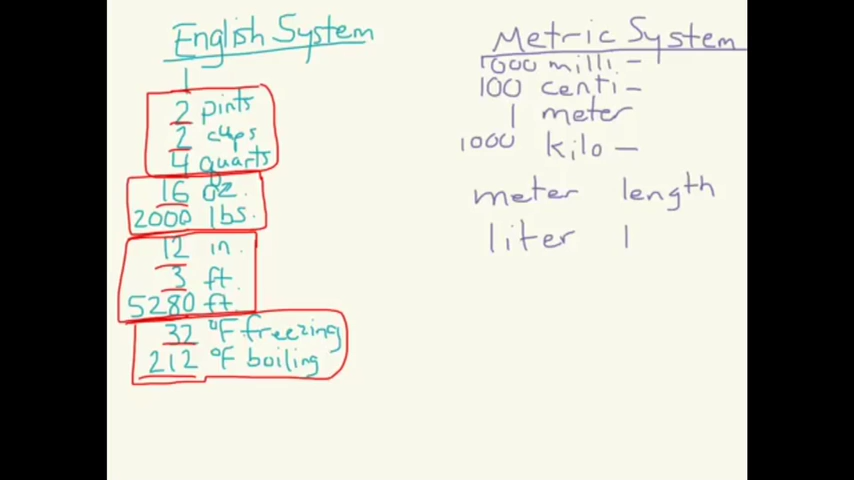 English System
1
2 pints
2 cups
4 quarts
16 oz.
2000 lbs.
12 in.
3 ft.
5280 ft.
32 °F freezing
212 °F boiling
Metric System
1000 milli -
100 centi -
1 meter
1000 kilo -
meter length
liter l